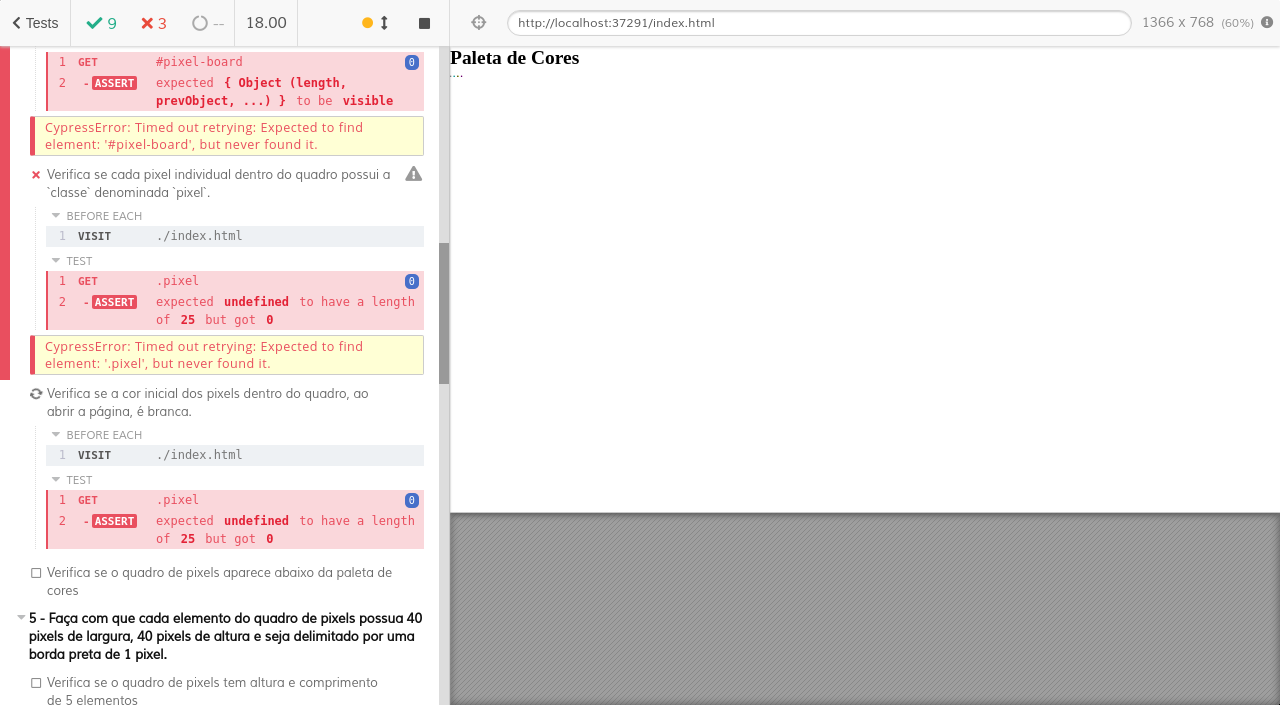 Tests 9 3 -- 18.00
http://localhost:37291/index.html 1366 x 768 (60%)
1 GET #pixel-board 0
2 -ASSERT expected { Object (length,
prevObject, ...) } to be visible
CypressError: Timed out retrying: Expected to find
element: '#pixel-board', but never found it.
Verifica se cada pixel individual dentro do quadro possui a
`classe` denominada `pixel`.
BEFORE EACH
1 VISIT ./index.html
TEST
1 GET .pixel 0
2 -ASSERT expected undefined to have a length
of 25 but got 0
CypressError: Timed out retrying: Expected to find
element: '.pixel', but never found it.
Verifica se a cor inicial dos pixels dentro do quadro, ao
abrir a página, é branca.
BEFORE EACH
1 VISIT ./index.html
TEST
1 GET .pixel 0
2 -ASSERT expected undefined to have a length
of 25 but got 0
Verifica se o quadro de pixels aparece abaixo da paleta de
cores
5 - Faça com que cada elemento do quadro de pixels possua 40
pixels de largura, 40 pixels de altura e seja delimitado por uma
borda preta de 1 pixel.
Verifica se o quadro de pixels tem altura e comprimento
de 5 elementos
Paleta de Cores
....